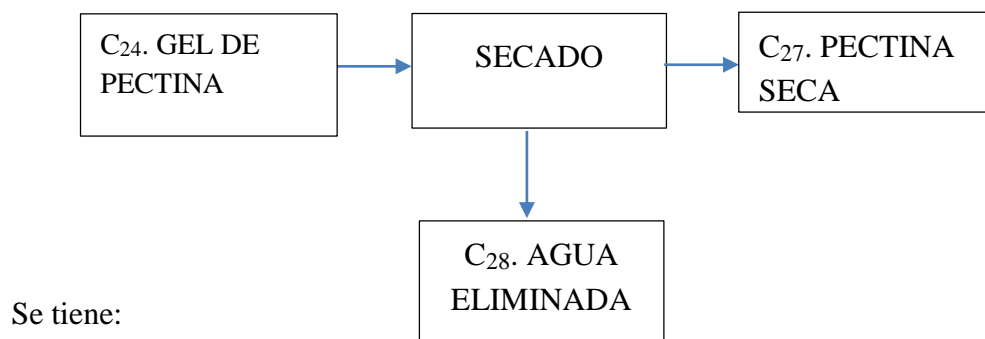 C₂₄. GEL DE
PECTINA
SECADO
C₂₇. PECTINA
SECA
C₂₈. AGUA
ELIMINADA
Se tiene: